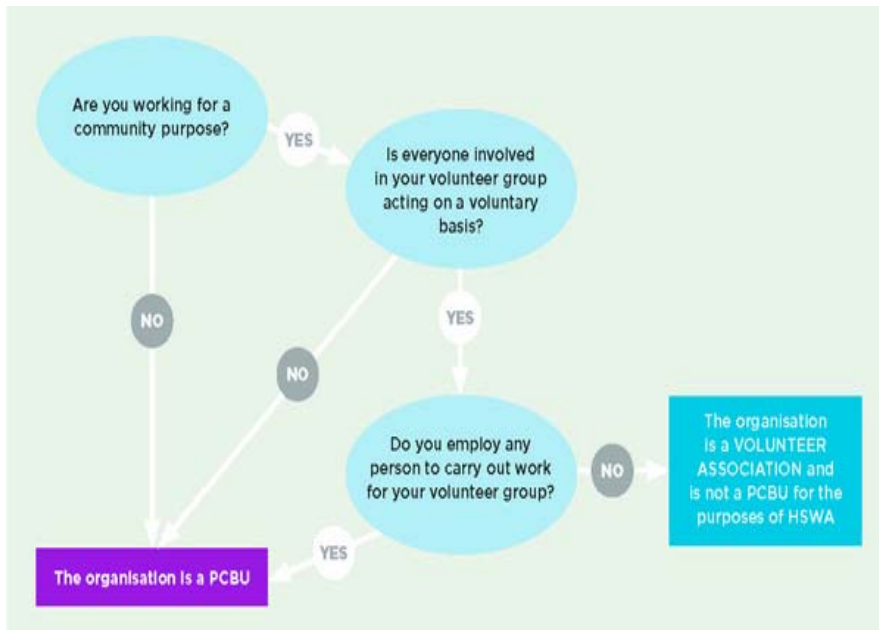 Are you working for a
community purpose?
YES
Is everyone involved
in your volunteer group
acting on a voluntary
basis?
NO
YES
NO
Do you employ any
person to carry out work
for your volunteer group?
NO
The organisation
is a VOLUNTEER
ASSOCIATION and
is not a PCBU for the
purposes of HSWA
YES
The organisation is a PCBU